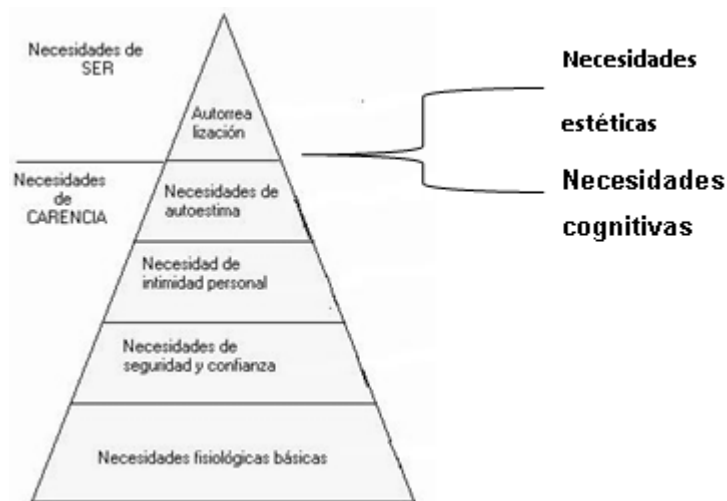 Necesidades de
SER
Autorrea
lización
Necesidades
estéticas
Necesidades
cognitivas
Necesidades
de
CARENCIA
Necesidades de
autoestima
Necesidad de
intimidad personal
Necesidades de
seguridad y confianza
Necesidades fisiológicas básicas